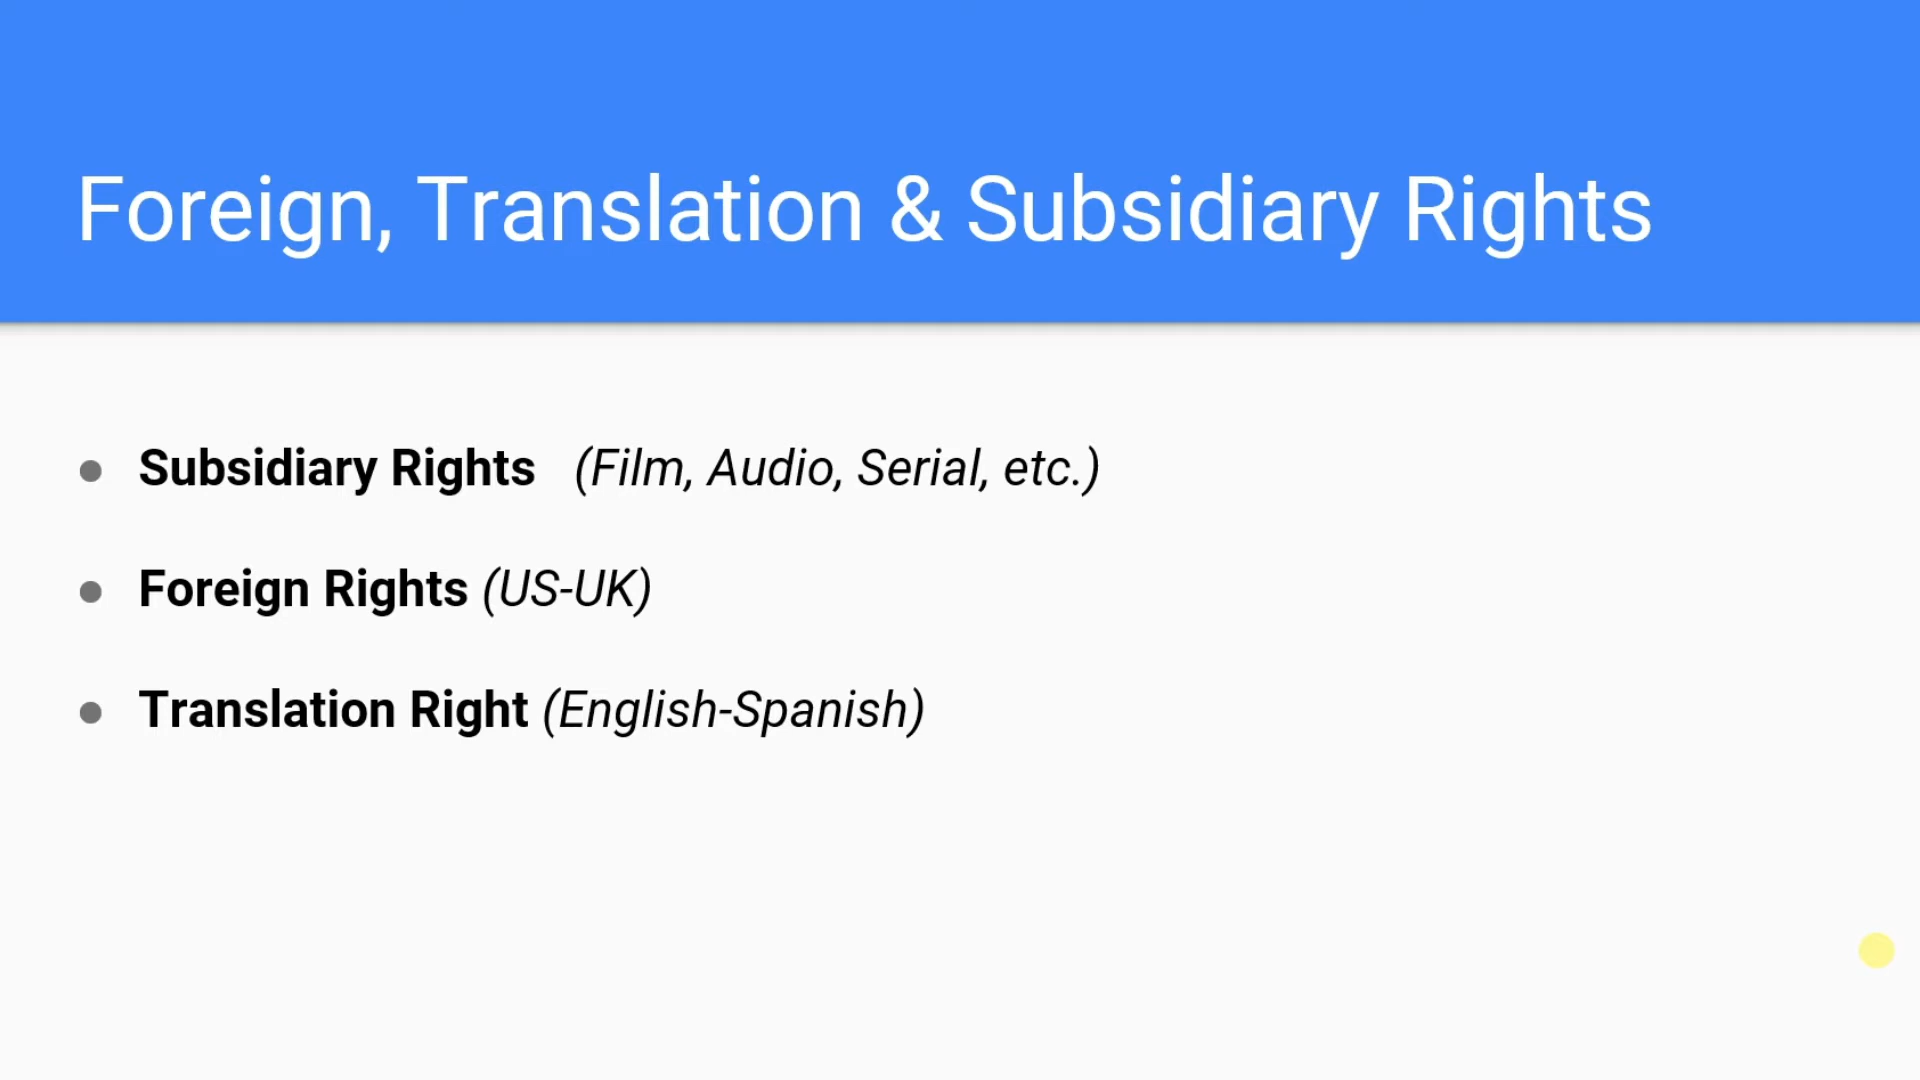 Foreign, Translation & Subsidiary Rights
Subsidiary Rights (Film, Audio, Serial, etc.)
Foreign Rights (US-UK)
Translation Right (English-Spanish)